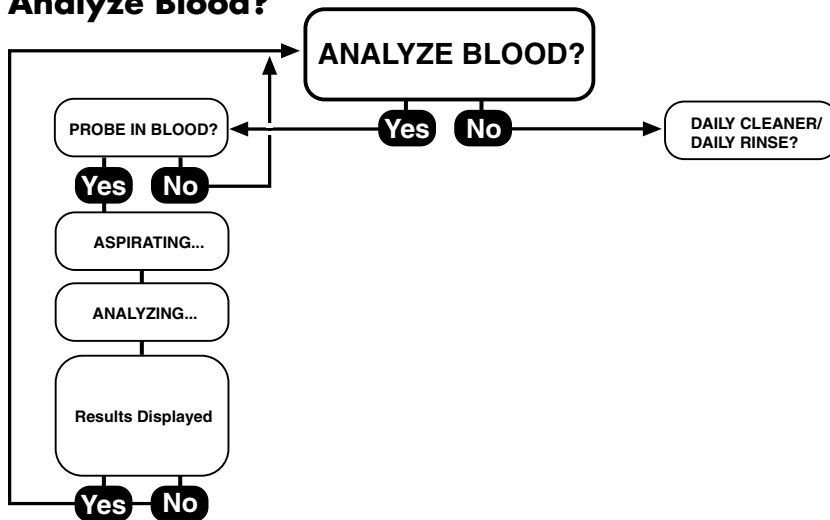 Analyze Blood?
ANALYZE BLOOD?
Yes
No
PROBE IN BLOOD?
DAILY CLEANER/
DAILY RINSE?
Yes
No
ASPIRATING...
ANALYZING...
Results Displayed
Yes
No